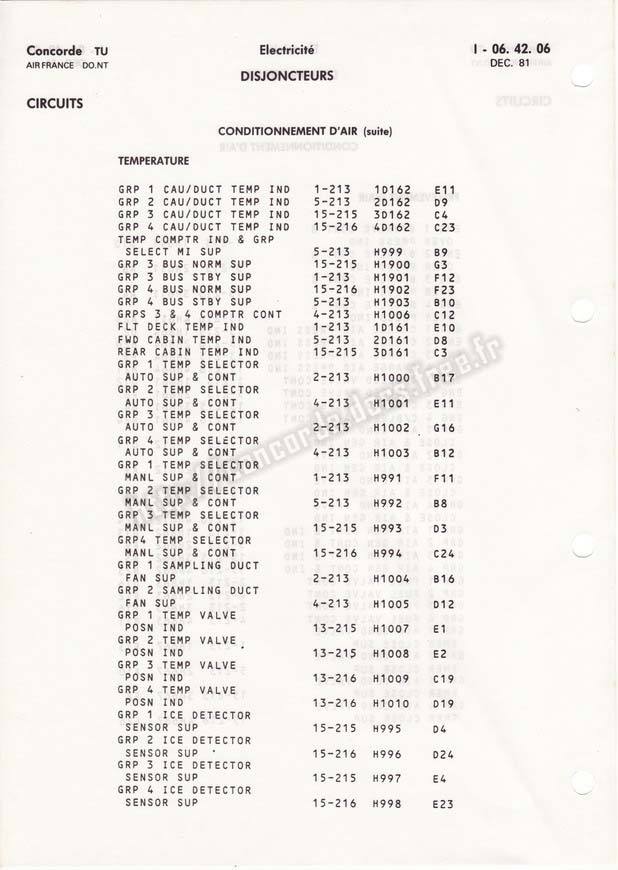 Concorde TU
Electricité
I - 06. 42. 06
AIR FRANCE DO.NT
DISJONCTEURS
DEC. 81
CIRCUITS
CONDITIONNEMENT D'AIR (suite)
TEMPERATURE
GRP 1 CAU/DUCT TEMP IND 1-213 1D162 E11
GRP 2 CAU/DUCT TEMP IND 5-213 2D162 D9
GRP 3 CAU/DUCT TEMP IND 15-215 3D162 C4
GRP 4 CAU/DUCT TEMP IND 15-216 4D162 C23
TEMP COMPTR IND & GRP
SELECT MI SUP 5-213 H999 B9
GRP 3 BUS NORM SUP 15-215 H1900 G3
GRP 3 BUS STBY SUP 1-213 H1901 F12
GRP 4 BUS NORM SUP 15-216 H1902 F23
GRP 4 BUS STBY SUP 5-213 H1903 B10
GRPS 3 & 4 COMPTR CONT 4-213 H1006 C12
FLT DECK TEMP IND 1-213 1D161 E10
FWD CABIN TEMP IND 5-213 2D161 D8
REAR CABIN TEMP IND 15-215 3D161 C3
GRP 1 TEMP SELECTOR
AUTO SUP & CONT 2-213 H1000 B17
GRP 2 TEMP SELECTOR
AUTO SUP & CONT 4-213 H1001 E11
GRP 3 TEMP SELECTOR
AUTO SUP & CONT 2-213 H1002 G16
GRP 4 TEMP SELECTOR
AUTO SUP & CONT 4-213 H1003 B12
GRP 1 TEMP SELECTOR
MANL SUP & CONT 1-213 H991 F11
GRP 2 TEMP SELECTOR
MANL SUP & CONT 5-213 H992 B8
GRP 3 TEMP SELECTOR
MANL SUP & CONT 15-215 H993 D3
GRP4 TEMP SELECTOR
MANL SUP & CONT 15-216 H994 C24
GRP 1 SAMPLING DUCT
FAN SUP 2-213 H1004 B16
GRP 2 SAMPLING DUCT
FAN SUP 4-213 H1005 D12
GRP 1 TEMP VALVE
POSN IND 13-215 H1007 E1
GRP 2 TEMP VALVE
POSN IND 13-215 H1008 E2
GRP 3 TEMP VALVE
POSN IND 13-216 H1009 C19
GRP 4 TEMP VALVE
POSN IND 13-216 H1010 D19
GRP 1 ICE DETECTOR
SENSOR SUP 15-215 H995 D4
GRP 2 ICE DETECTOR
SENSOR SUP 15-216 H996 D24
GRP 3 ICE DETECTOR
SENSOR SUP 15-215 H997 E4
GRP 4 ICE DETECTOR
SENSOR SUP 15-216 H998 E23